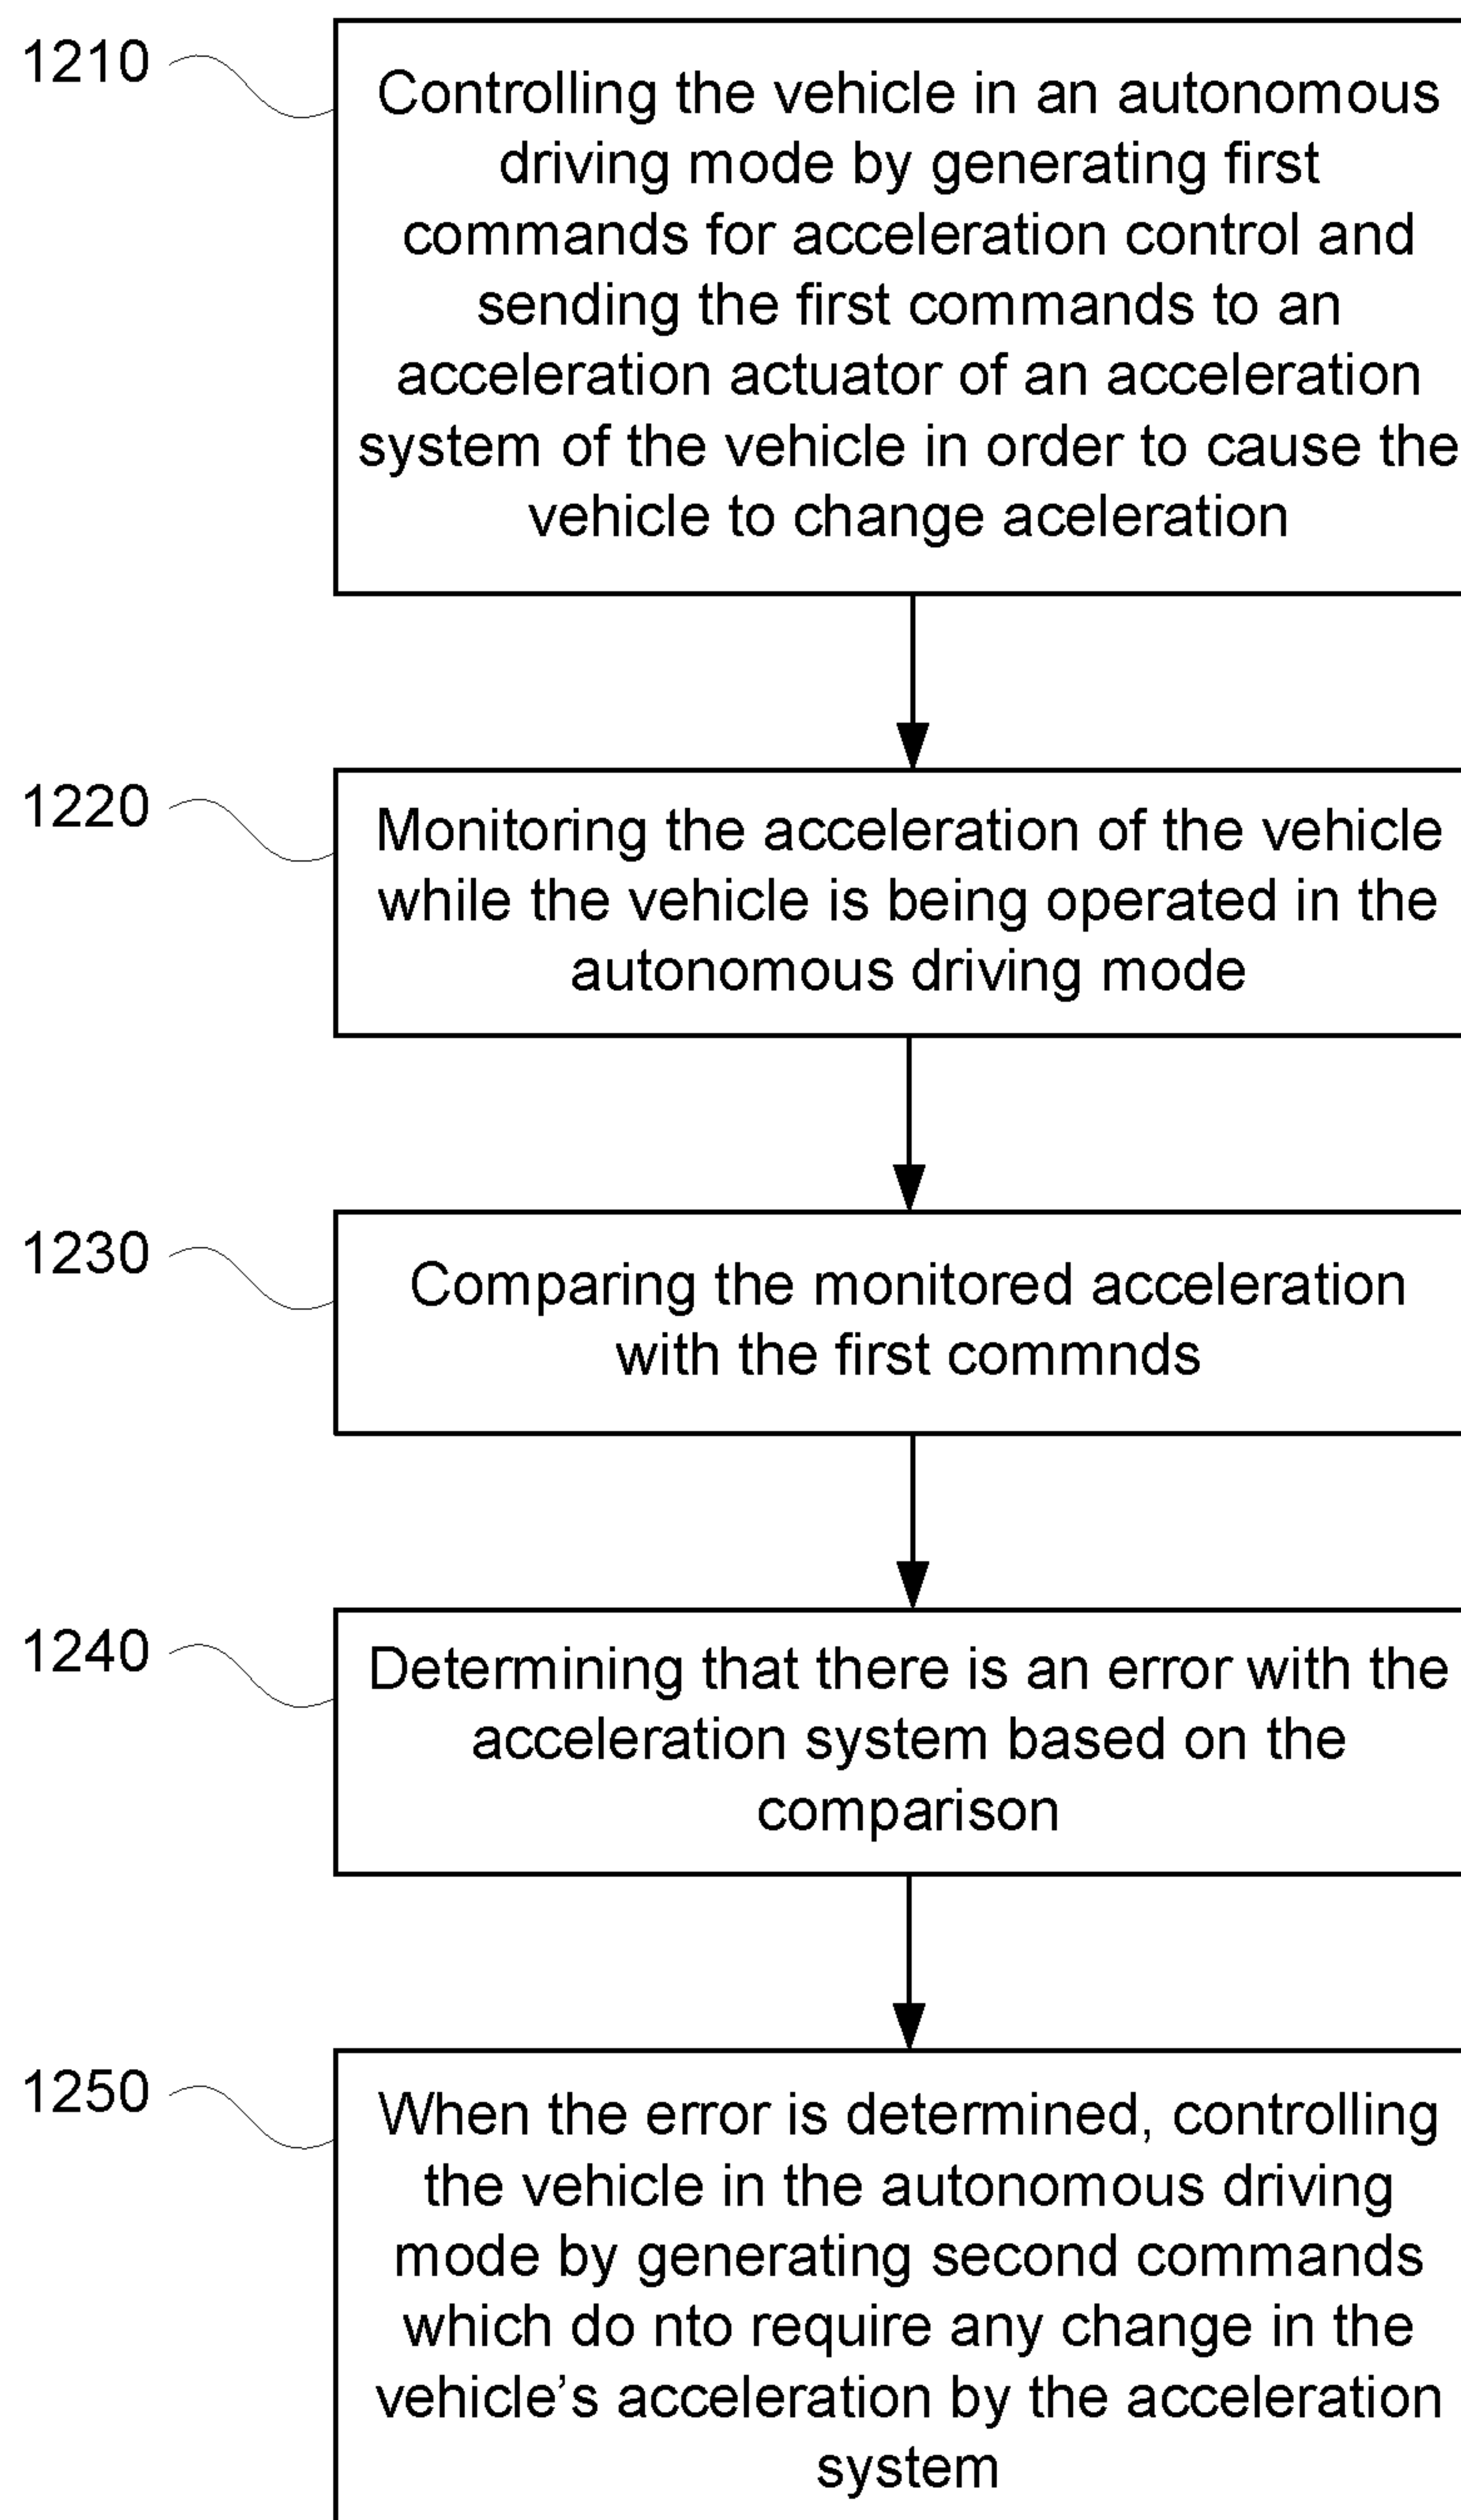 1210
Controlling the vehicle in an autonomous
driving mode by generating first
commands for acceleration control and
sending the first commands to an
acceleration actuator of an acceleration
system of the vehicle in order to cause the
vehicle to change aceleration
1220
Monitoring the acceleration of the vehicle
while the vehicle is being operated in the
autonomous driving mode
1230
Comparing the monitored acceleration
with the first commnds
1240
Determining that there is an error with the
acceleration system based on the
comparison
1250
When the error is determined, controlling
the vehicle in the autonomous driving
mode by generating second commands
which do nto require any change in the
vehicle’s acceleration by the acceleration
system